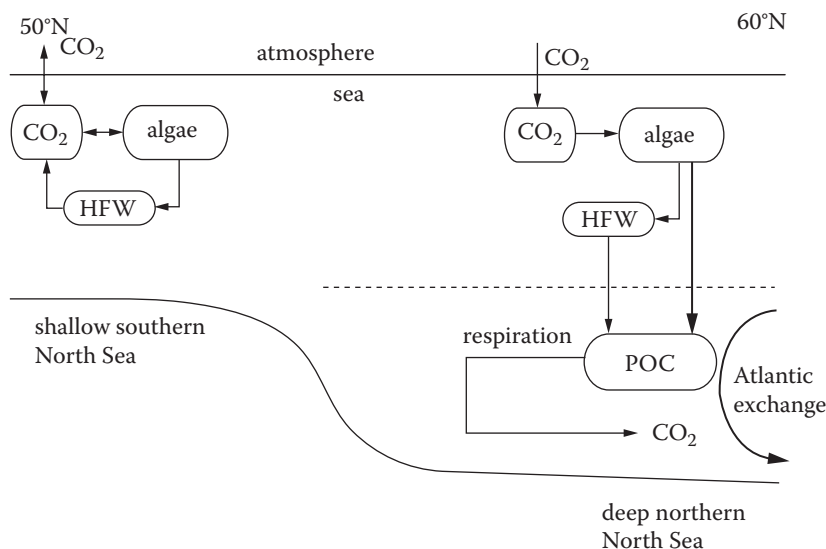 50°N
60°N
CO₂
atmosphere
CO₂
sea
CO₂
algae
CO₂
algae
HFW
HFW
shallow southern
North Sea
respiration
POC
Atlantic
exchange
CO₂
deep northern
North Sea